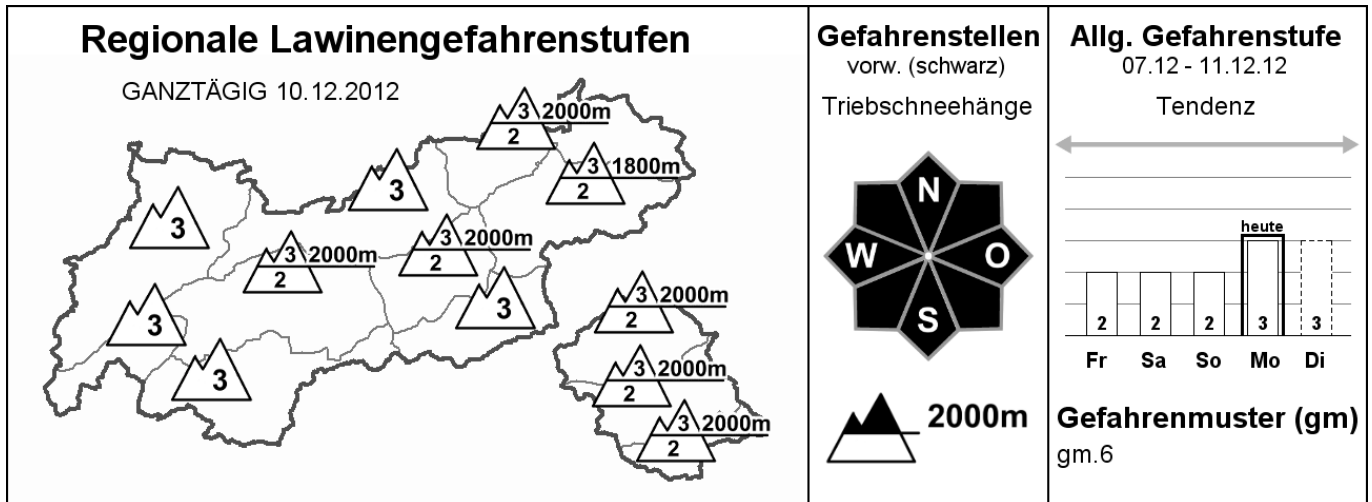 Regionale Lawinengefahrenstufen
GANZTÄGIG 10.12.2012
3 2000m
2
3 1800m
2
3
3
3 2000m
2
3 2000m
2
3
3
3
3 2000m
2
3 2000m
2
3 2000m
2
Gefahrenstellen
vorw. (schwarz)
Triebschneehänge
N
W
O
S
2000m
Allg. Gefahrenstufe
07.12 - 11.12.12
Tendenz
heute
2 2 2 3 3
Fr Sa So Mo Di
Gefahrenmuster (gm)
gm.6